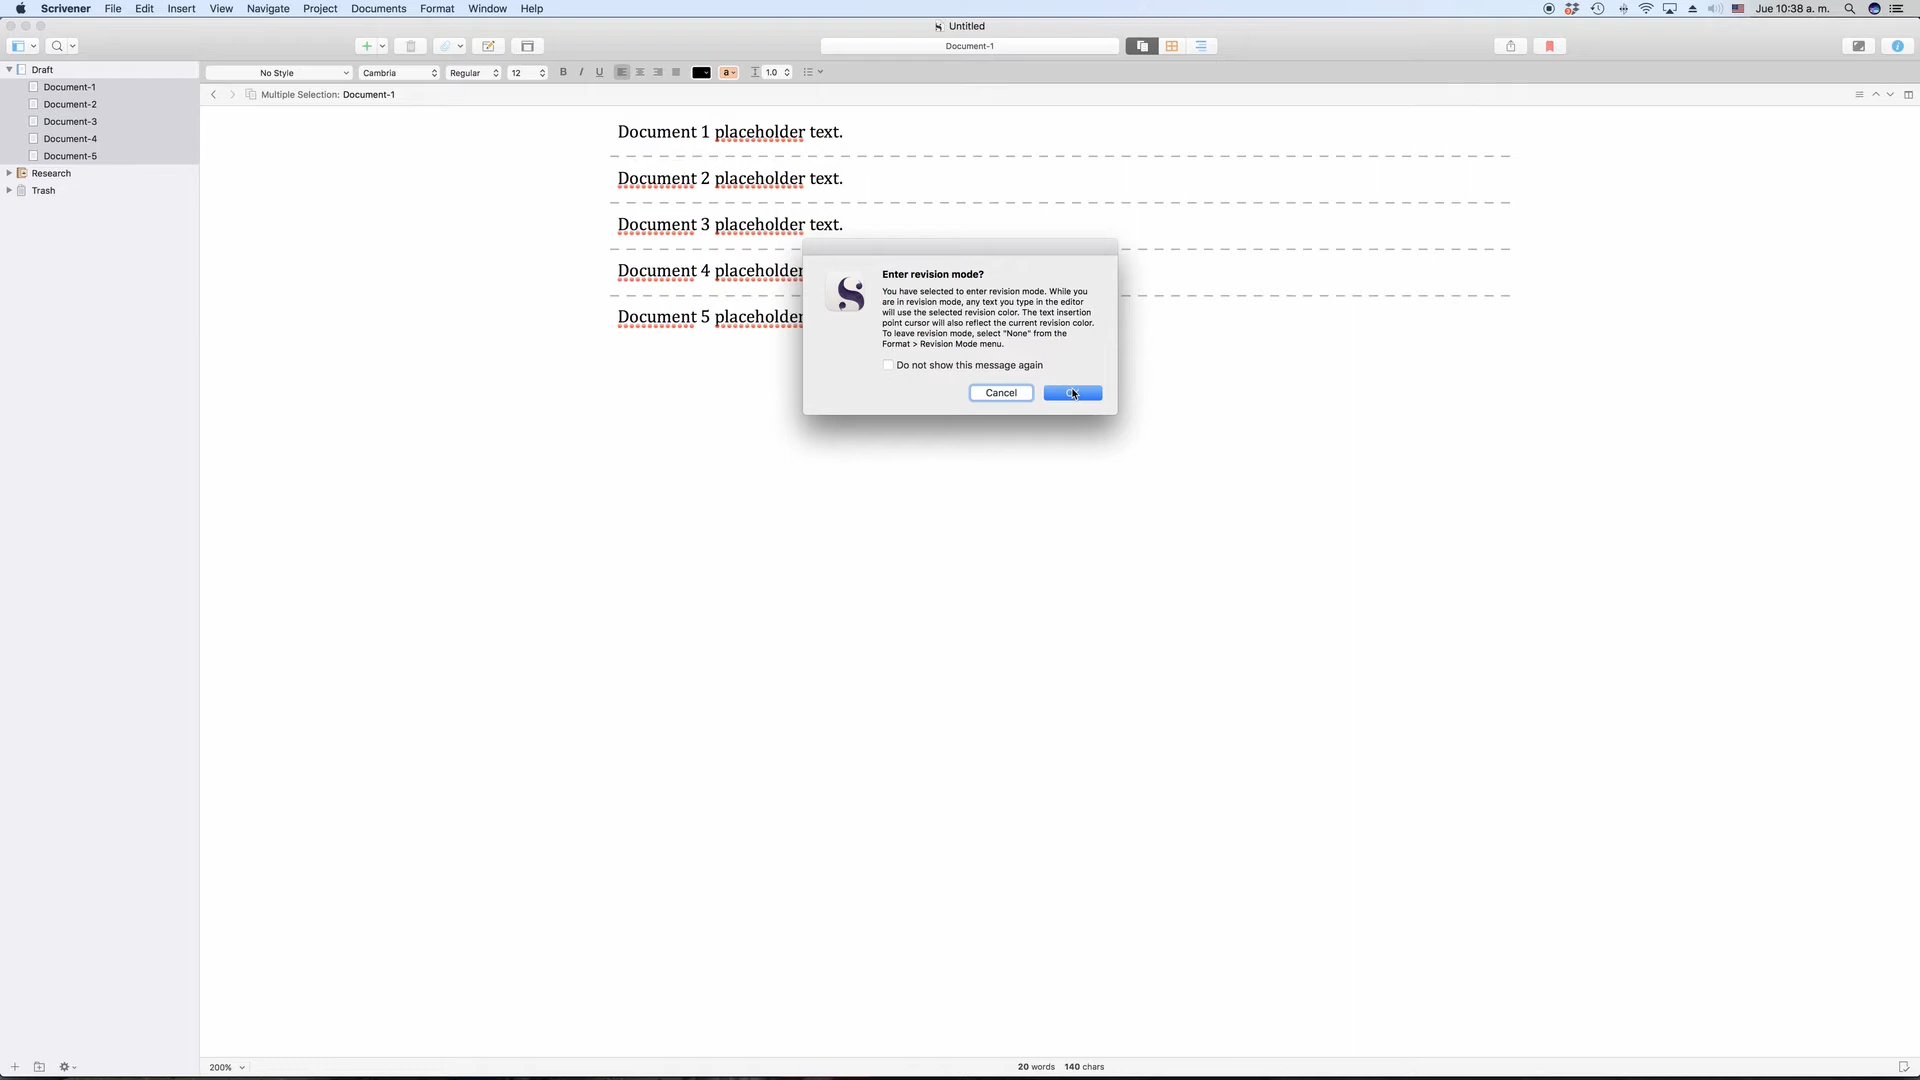 Scrivener File Edit Insert View Navigate Project Documents Format Window Help Jue 10:38 a. m.
Untitled
Document-1
Draft
Document-1
Document-2
Document-3
Document-4
Document-5
Research
Trash
No Style Cambria Regular 12 B I U a 1.0
Multiple Selection: Document-1
Document 1 placeholder text.
Document 2 placeholder text.
Document 3 placeholder text.
Document 4 placeholder
Document 5 placeholder
Enter revision mode?
You have selected to enter revision mode. While you
are in revision mode, any text you type in the editor
will use the selected revision color. The text insertion
point cursor will also reflect the current revision color.
To leave revision mode, select "None" from the
Format > Revision Mode menu.
Do not show this message again
Cancel
200% 20 words 140 chars